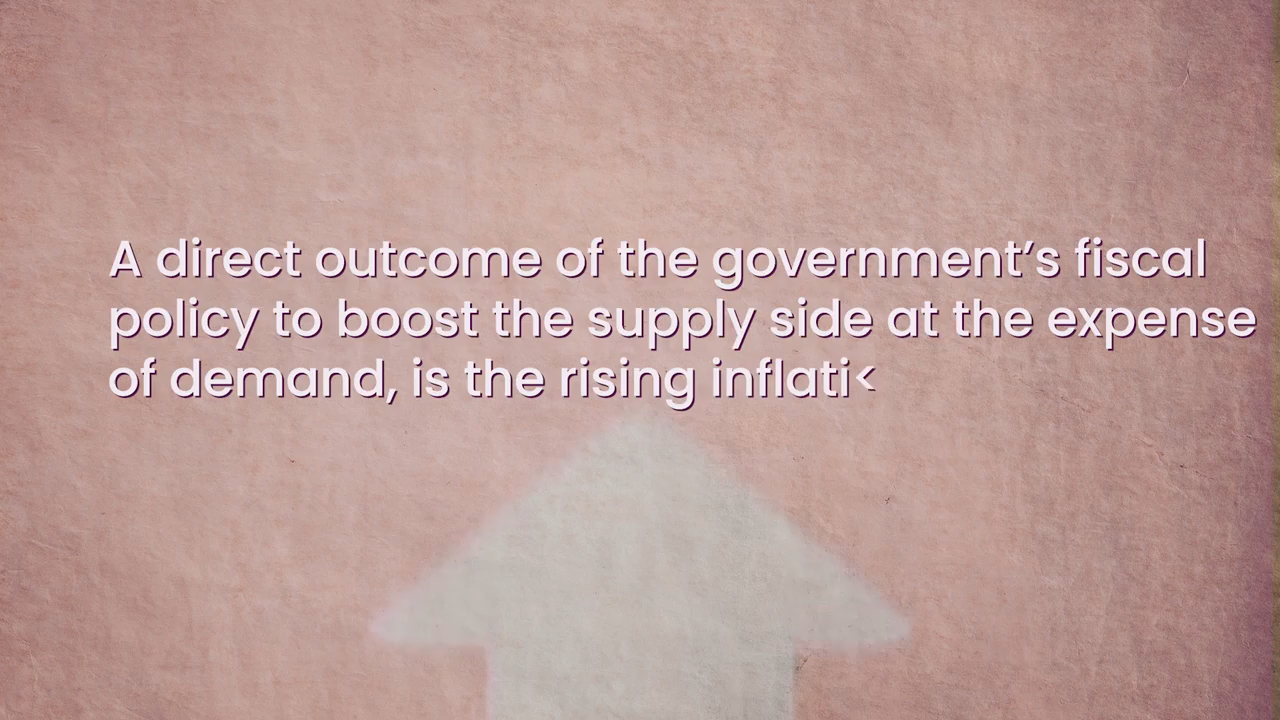 A direct outcome of the government’s fiscal
policy to boost the supply side at the expense
of demand, is the rising inflati<